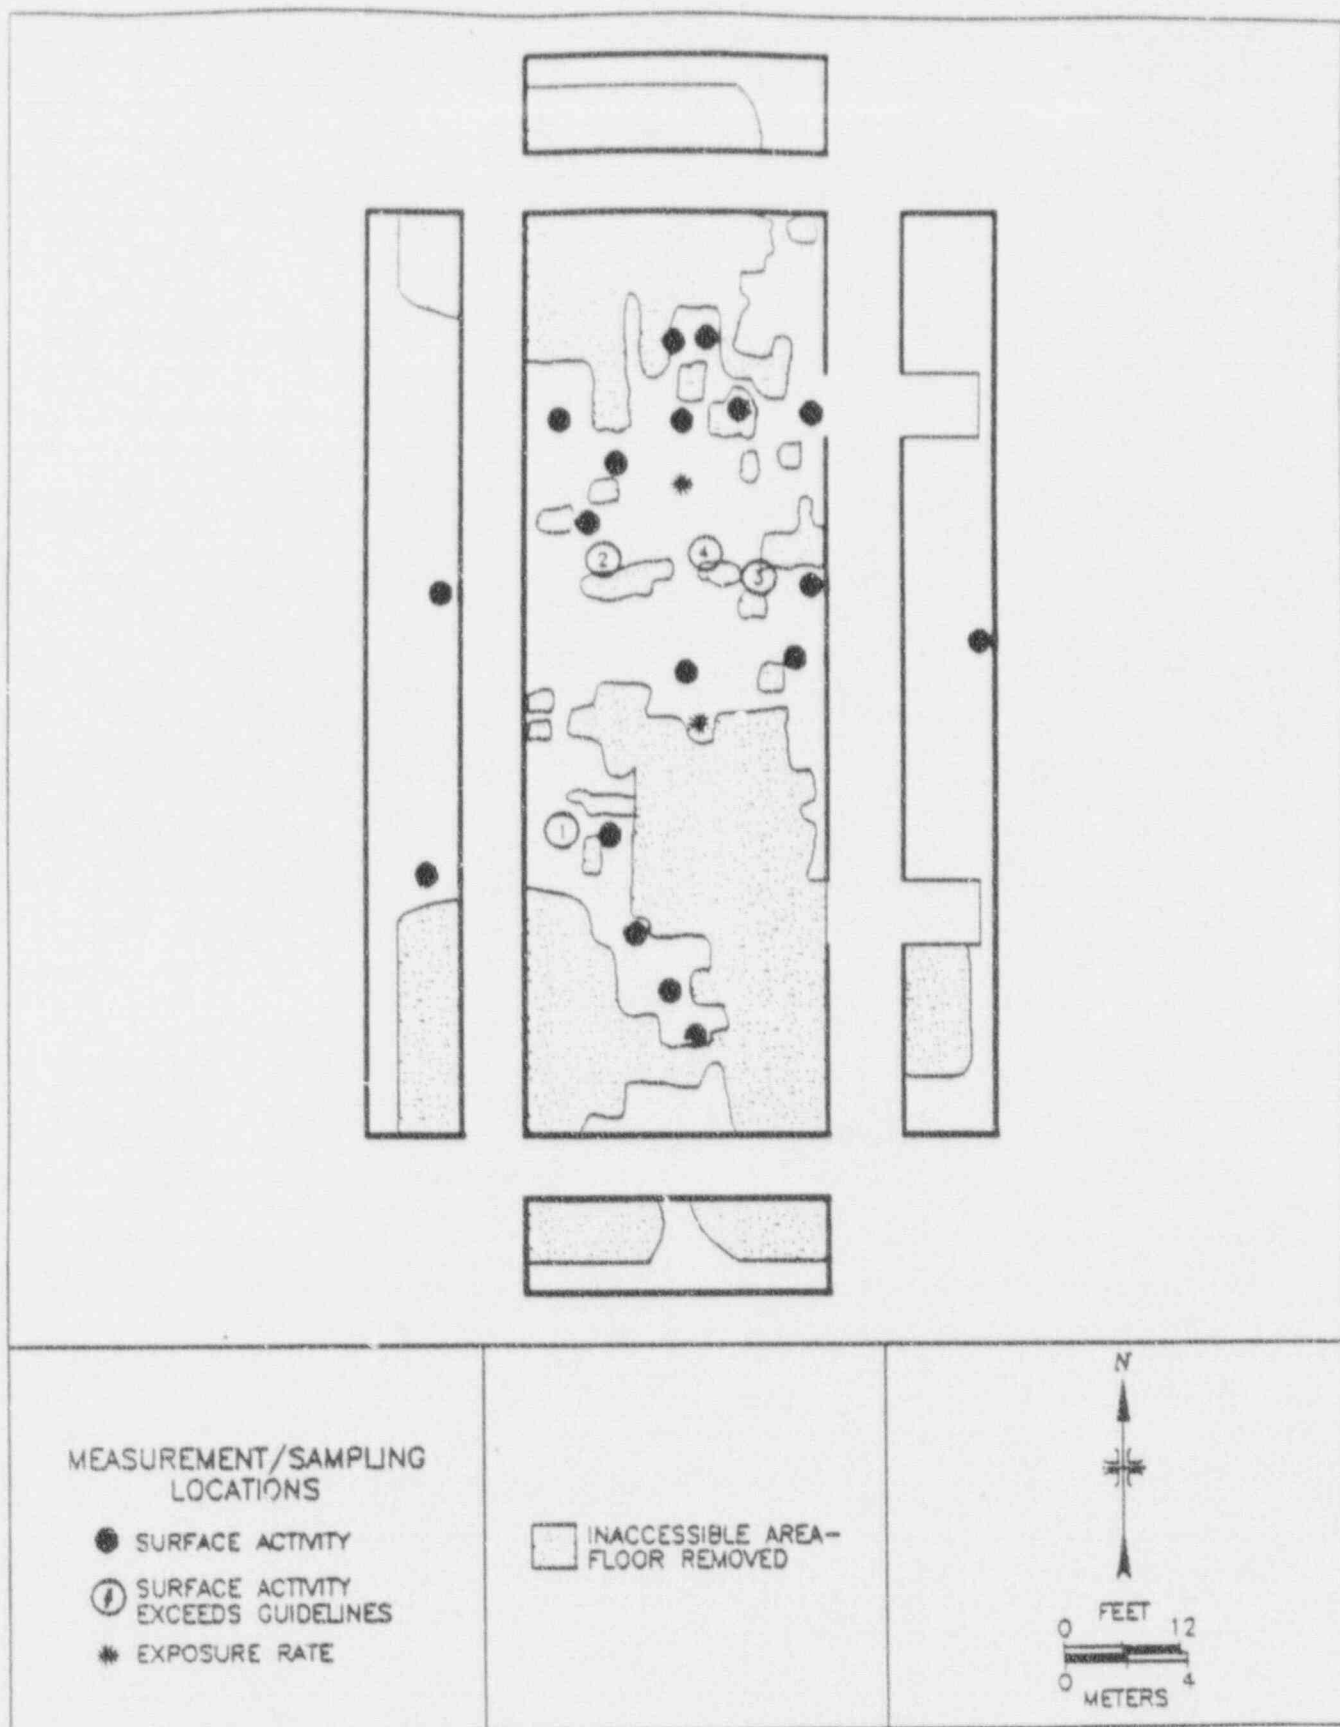 2
4
3
1
MEASUREMENT/SAMPLING
LOCATIONS
SURFACE ACTIVITY
SURFACE ACTIVITY
EXCEEDS GUIDELINES
EXPOSURE RATE
INACCESSIBLE AREA-
FLOOR REMOVED
N
FEET
0 12
0 4
METERS